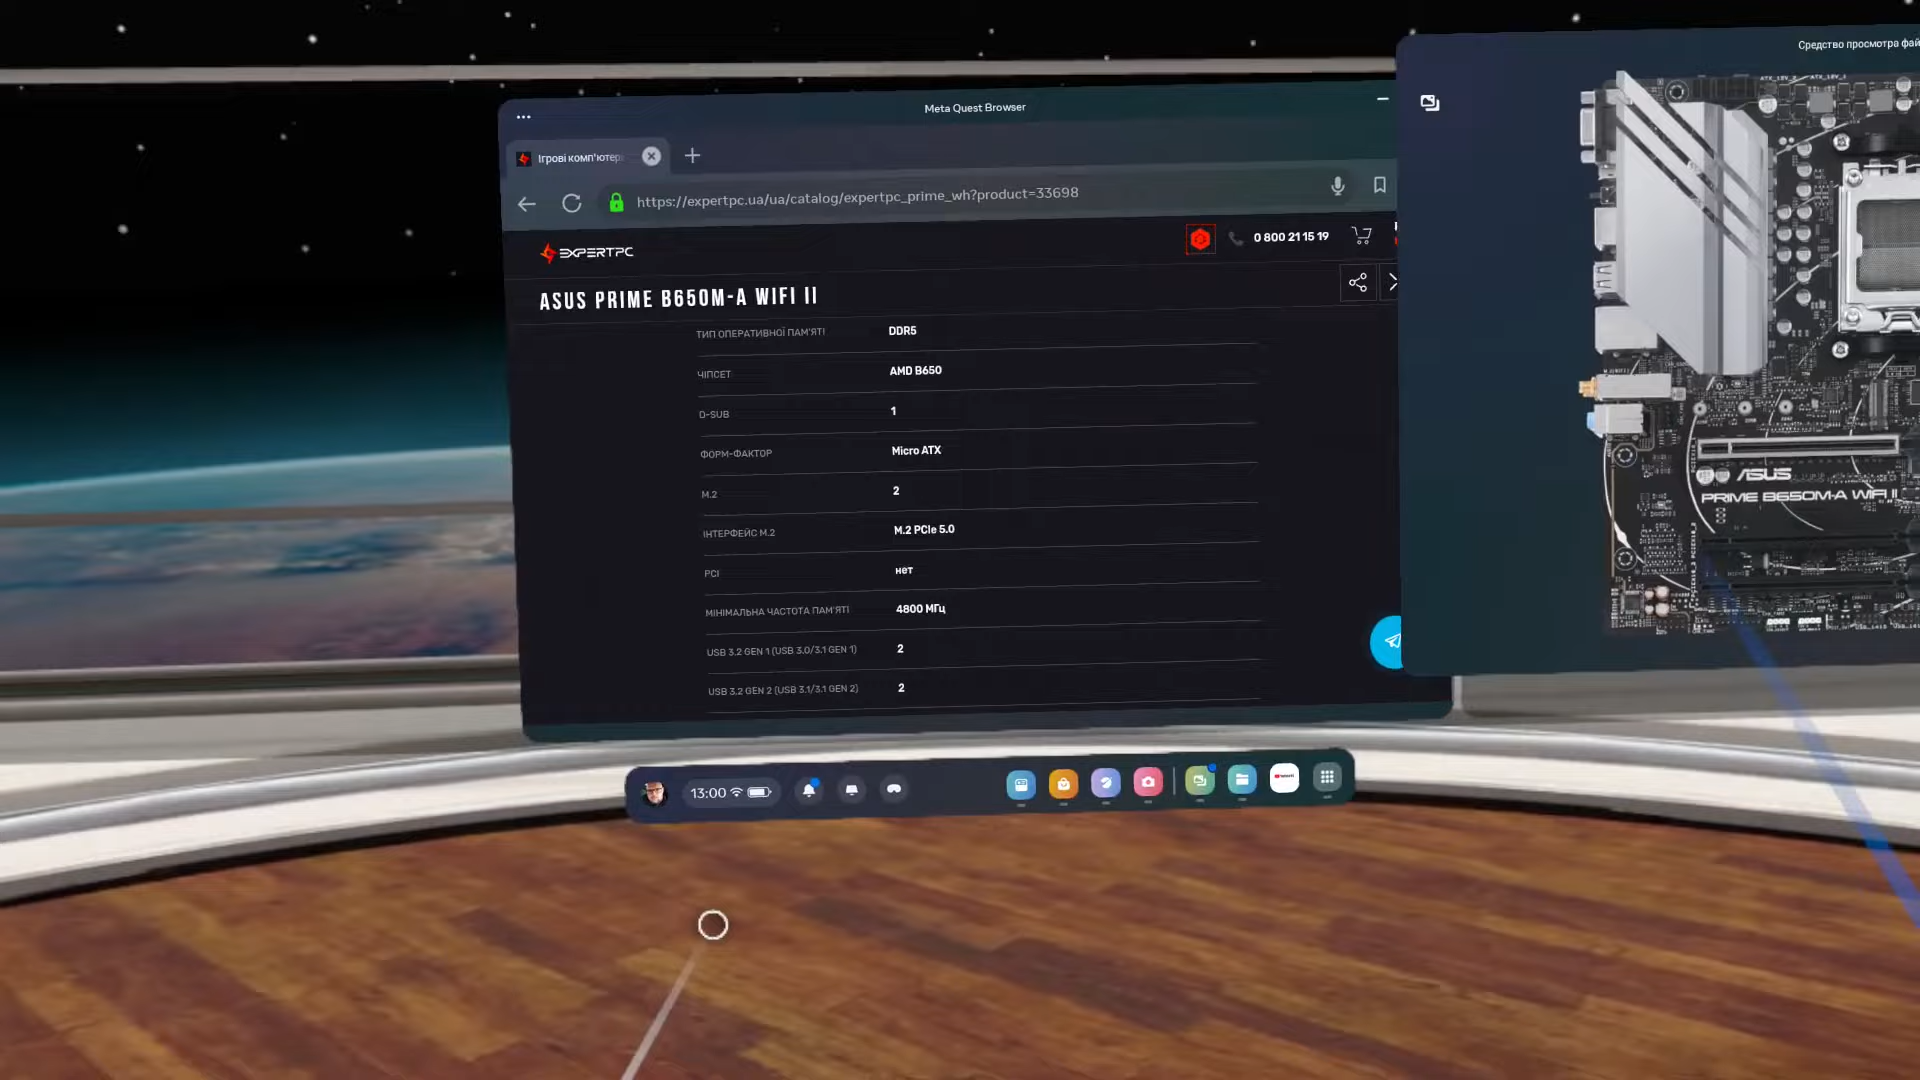 Meta Quest Browser
Ігрові комп'ютер
https://expertpc.ua/ua/catalog/expertpc_prime_wh?product=33698
EXPERTPC
0 800 21 15 19
ASUS PRIME B650M-A WIFI II
ТИП ОПЕРАТИВНОЇ ПАМ'ЯТІ DDR5
ЧІПСЕТ AMD B650
D-SUB 1
ФОРМ-ФАКТОР Micro ATX
M.2 2
ІНТЕРФЕЙС M.2 M.2 PCIe 5.0
PCI нет
МІНІМАЛЬНА ЧАСТОТА ПАМ'ЯТІ 4800 МГц
USB 3.2 GEN 1 (USB 3.0/3.1 GEN 1) 2
USB 3.2 GEN 2 (USB 3.1/3.1 GEN 2) 2
13:00
Средство просмотра фай
ASUS
PRIME B650M-A WIFI II